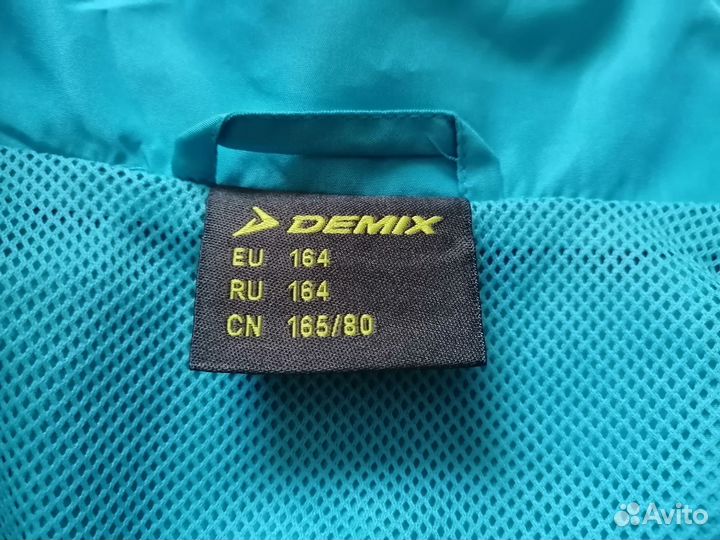 DEMIX
EU 164
RU 164
CN 165/80
Avito